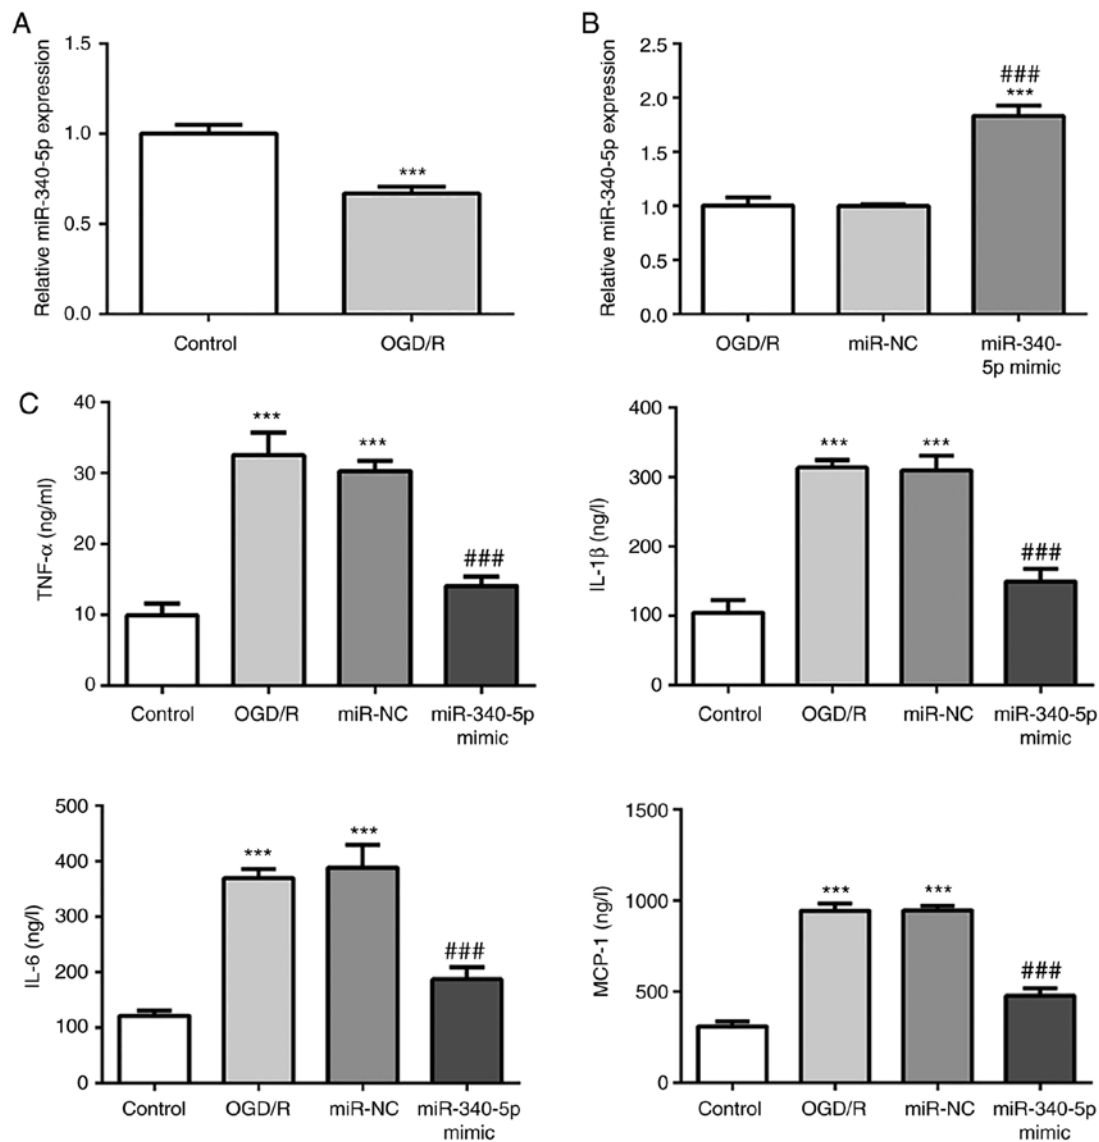 A
Relative miR-340-5p expression
1.5
1.0
0.5
0.0
***
Control
OGD/R
B
Relative miR-340-5p expression
2.5
2.0
1.5
1.0
0.5
0.0
###
***
OGD/R
miR-NC
miR-340-
5p mimic
C
TNF-α (ng/ml)
40
30
20
10
0
***
***
###
Control
OGD/R
miR-NC
miR-340-5p
mimic
IL-1β (ng/l)
400
300
200
100
0
***
***
###
Control
OGD/R
miR-NC
miR-340-5p
mimic
IL-6 (ng/l)
500
400
300
200
100
0
***
***
###
Control
OGD/R
miR-NC
miR-340-5p
mimic
MCP-1 (ng/l)
1500
1000
500
0
***
***
###
Control
OGD/R
miR-NC
miR-340-5p
mimic